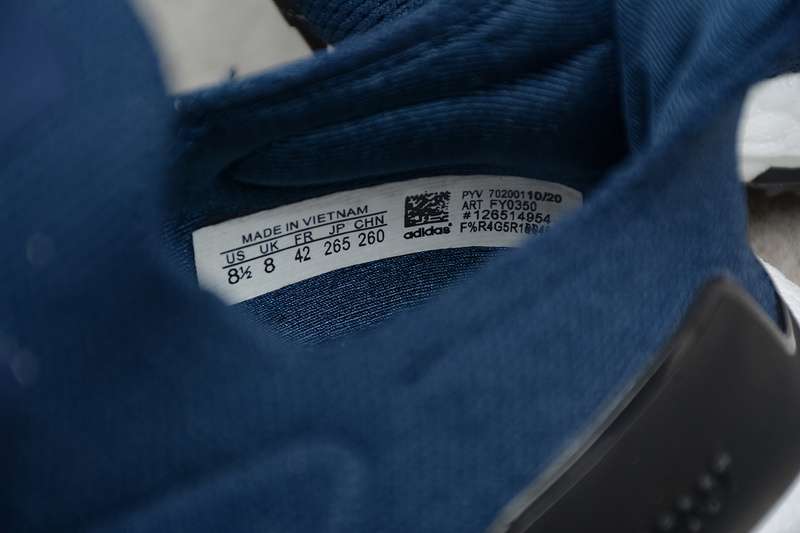 MADE IN VIETNAM
US UK FR JP CHN
8½ 8 42 265 260
adidas
PYV 702001 10/20
ART FY0350
#126514954